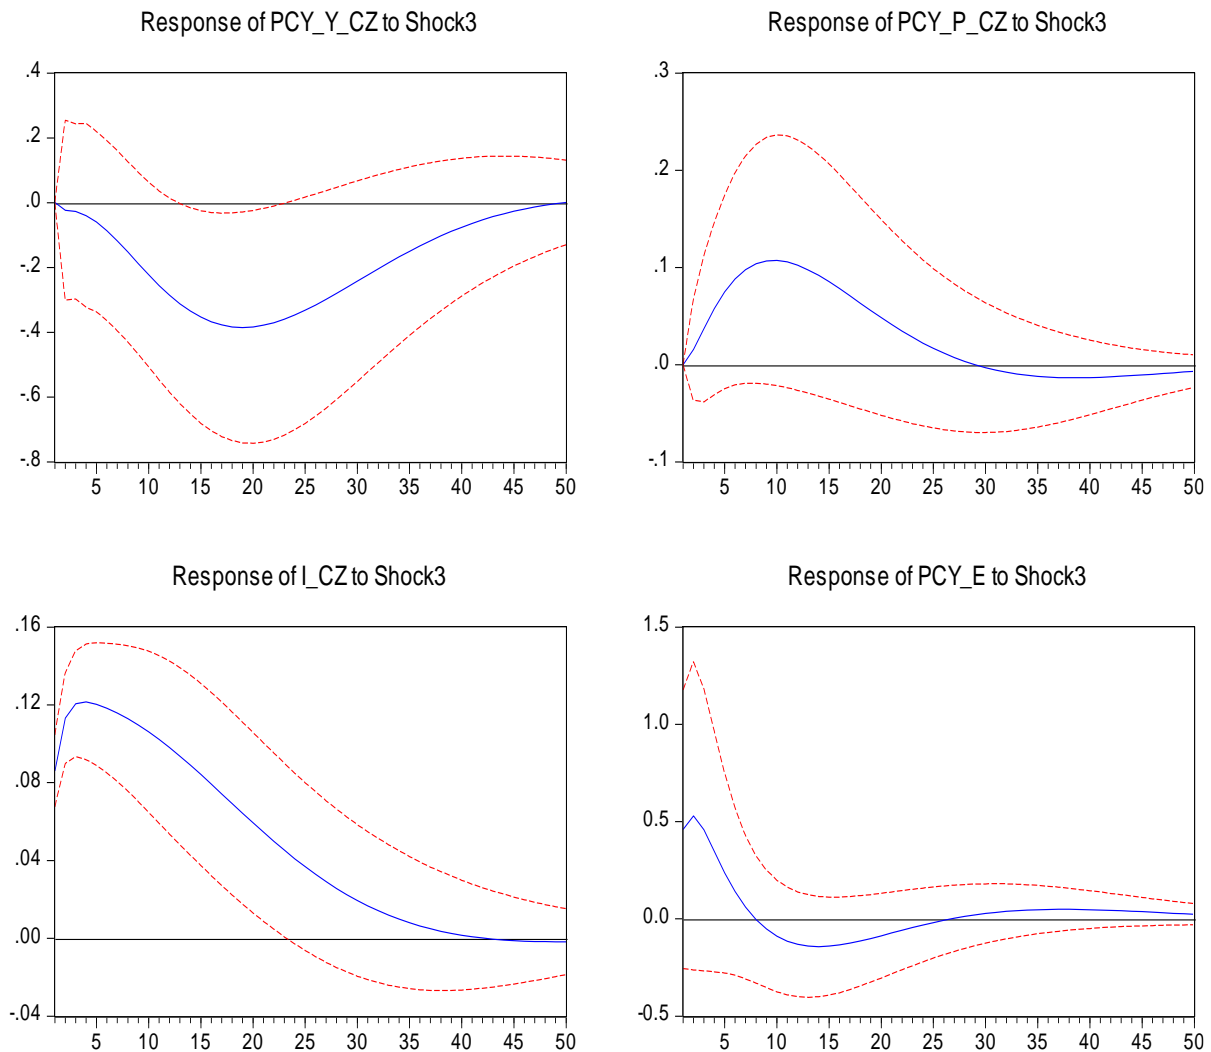 Response of PCY_Y_CZ to Shock3
.4
.2
.0
-.2
-.4
-.6
-.8
5 10 15 20 25 30 35 40 45 50
Response of PCY_P_CZ to Shock3
.3
.2
.1
.0
-.1
5 10 15 20 25 30 35 40 45 50
Response of I_CZ to Shock3
.16
.12
.08
.04
.00
-.04
5 10 15 20 25 30 35 40 45 50
Response of PCY_E to Shock3
1.5
1.0
0.5
0.0
-0.5
5 10 15 20 25 30 35 40 45 50